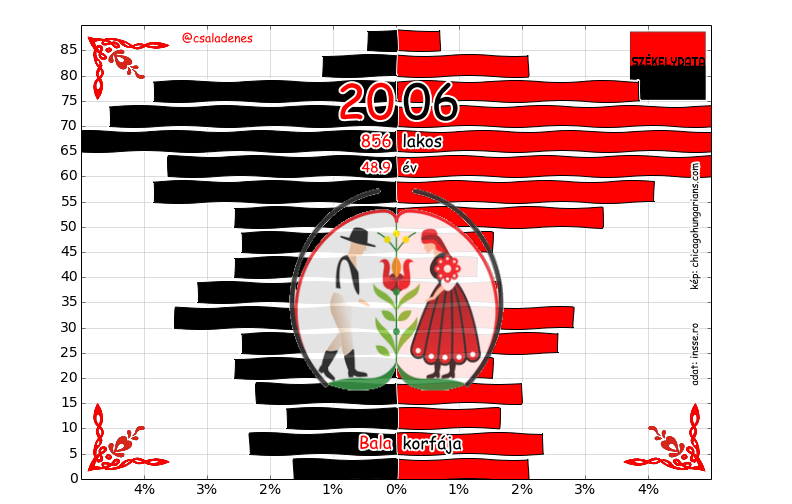 @csaladenes
SZÉKELYDATA
2006
856 lakos
48.9 év
kép: chicagohungarians.com
adat: insse.ro
Bala korfája
85
80
75
70
65
60
55
50
45
40
35
30
25
20
15
10
5
0
4% 3% 2% 1% 0% 1% 2% 3% 4%